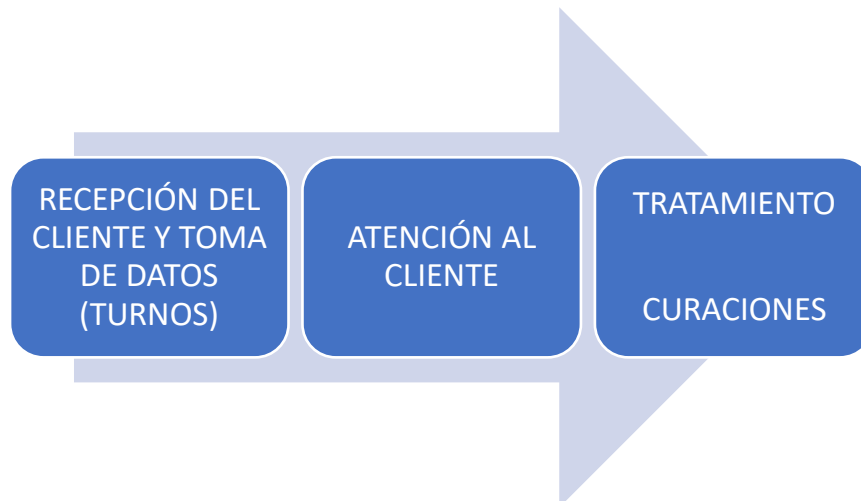 RECEPCIÓN DEL
CLIENTE Y TOMA
DE DATOS
(TURNOS)
ATENCIÓN AL
CLIENTE
TRATAMIENTO
CURACIONES